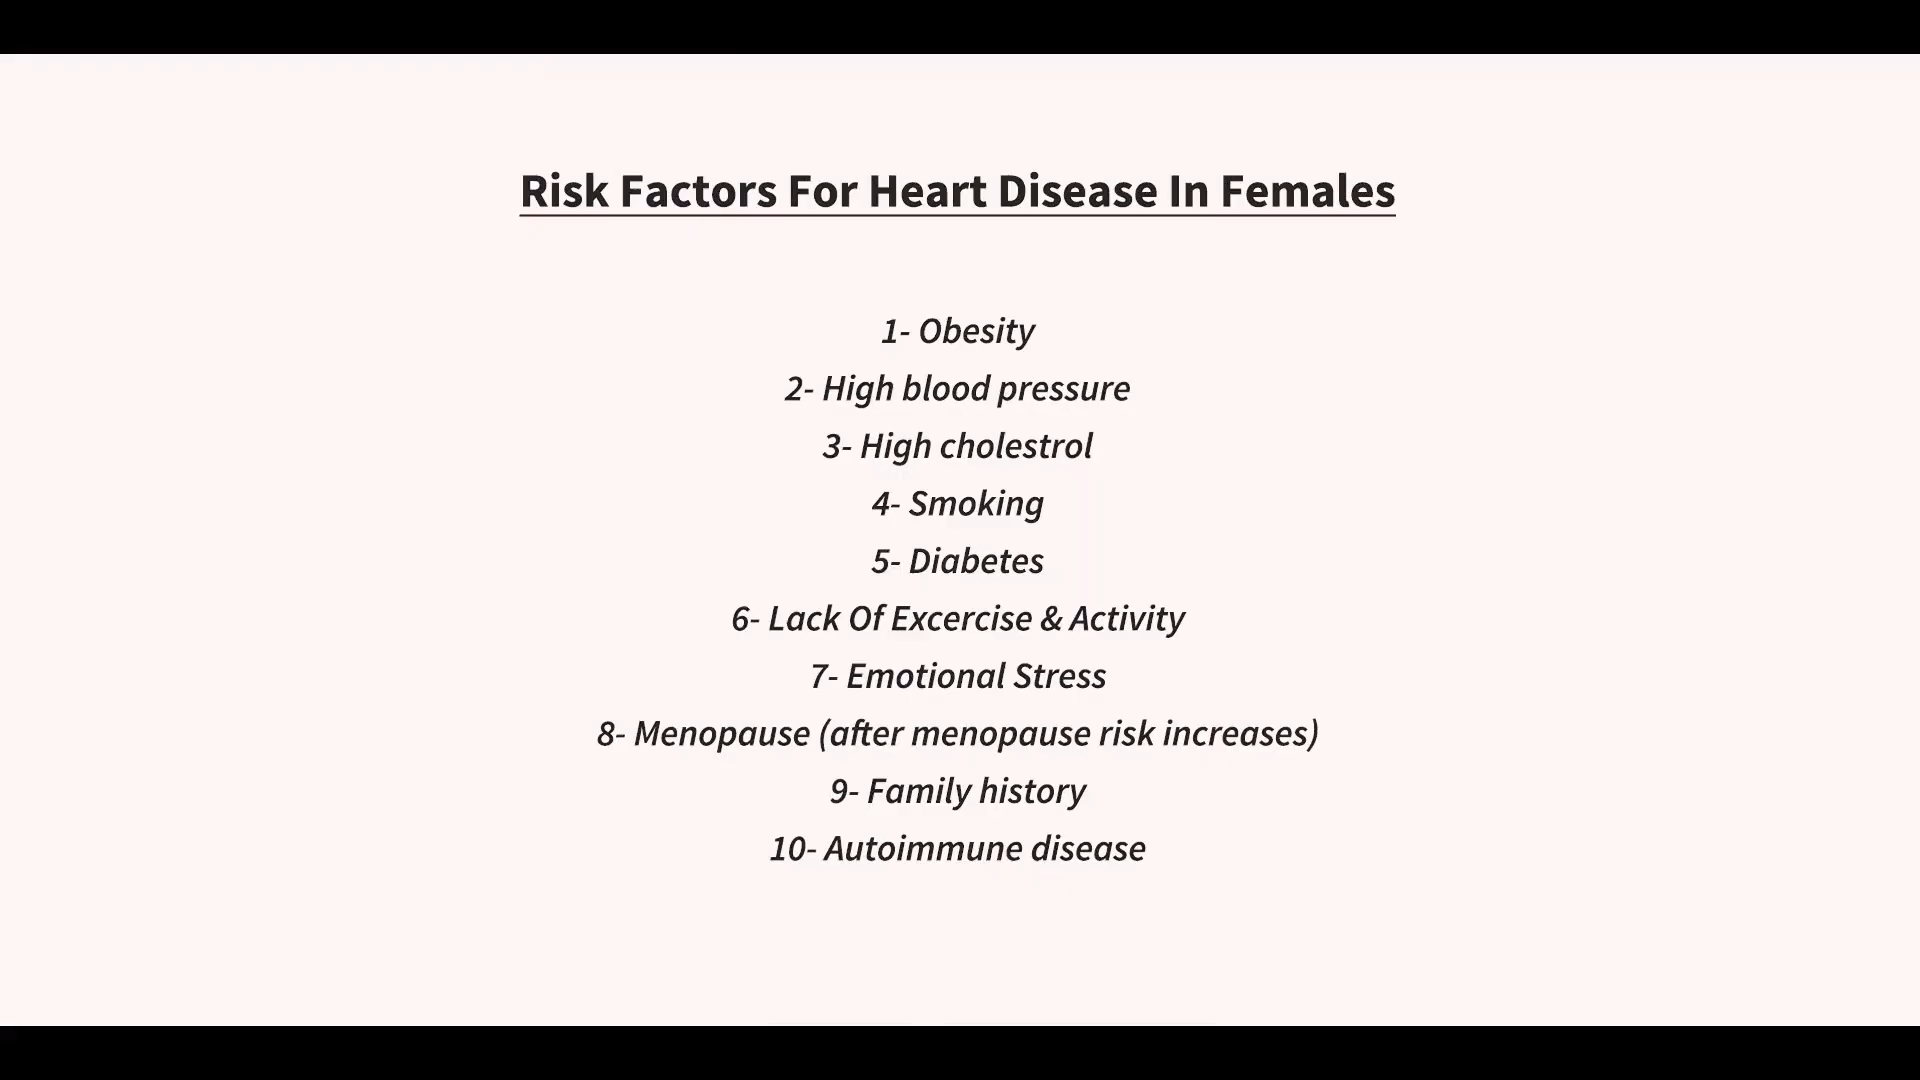 Risk Factors For Heart Disease In Females
1- Obesity
2- High blood pressure
3- High cholestrol
4- Smoking
5- Diabetes
6- Lack Of Excercise & Activity
7- Emotional Stress
8- Menopause (after menopause risk increases)
9- Family history
10- Autoimmune disease